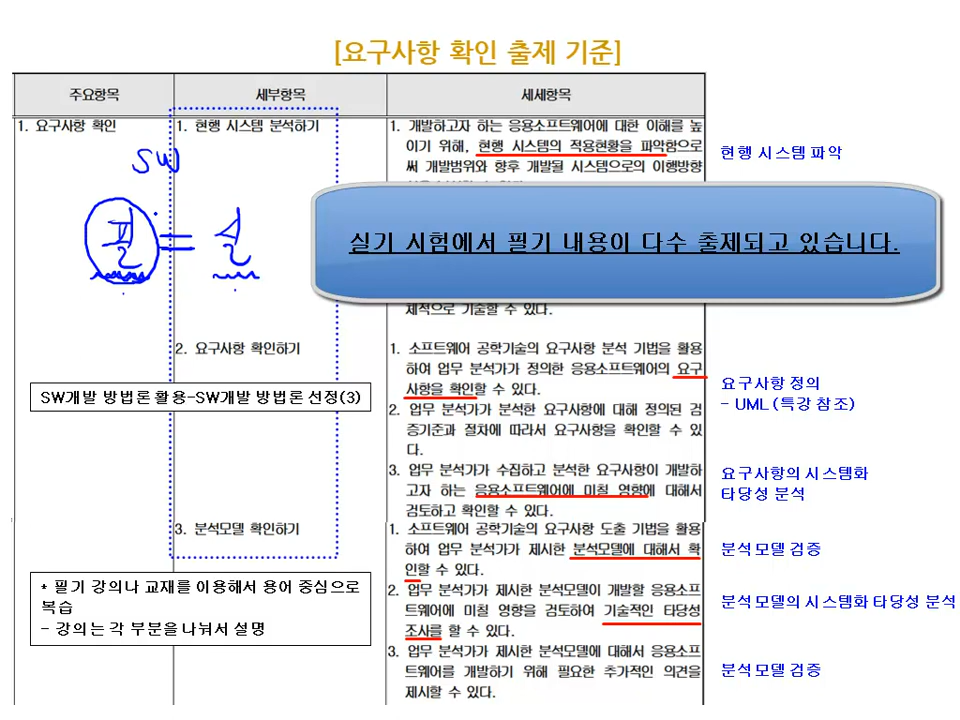 [요구사항 확인 출제 기준]
주요항목
세부항목
세세항목
1. 요구사항 확인
1. 현행 시스템 분석하기
1. 개발하고자 하는 응용소프트웨어에 대한 이해를 높
이기 위해, 현행 시스템의 적용현황을 파악함으로
써 개발범위와 향후 개발될 시스템으로의 이행방향
현행 시스템 파악
SW
필 = 실
실기 시험에서 필기 내용이 다수 출제되고 있습니다.
체적으로 기술할 수 있다.
2. 요구사항 확인하기
1. 소프트웨어 공학기술의 요구사항 분석 기법을 활용
하여 업무 분석가가 정의한 응용소프트웨어의 요구
사항을 확인할 수 있다.
요구사항 정의
- UML (특강 참조)
SW개발 방법론 활용-SW개발 방법론 선정(3)
2. 업무 분석가가 분석한 요구사항에 대해 정의된 검
증기준과 절차에 따라서 요구사항을 확인할 수 있
다.
3. 업무 분석가가 수집하고 분석한 요구사항이 개발하
고자 하는 응용소프트웨어에 미칠 영향에 대해서
검토하고 확인할 수 있다.
요구사항의 시스템화
타당성 분석
3. 분석모델 확인하기
1. 소프트웨어 공학기술의 요구사항 도출 기법을 활용
하여 업무 분석가가 제시한 분석모델에 대해서 확
인할 수 있다.
분석모델 검증
* 필기 강의나 교재를 이용해서 용어 중심으로
복습
- 강의는 각 부분을 나눠서 설명
2. 업무 분석가가 제시한 분석모델이 개발할 응용소프
트웨어에 미칠 영향을 검토하여 기술적인 타당성
조사를 할 수 있다.
분석모델의 시스템화 타당성 분석
3. 업무 분석가가 제시한 분석모델에 대해서 응용소프
트웨어를 개발하기 위해 필요한 추가적인 의견을
제시할 수 있다.
분석모델 검증